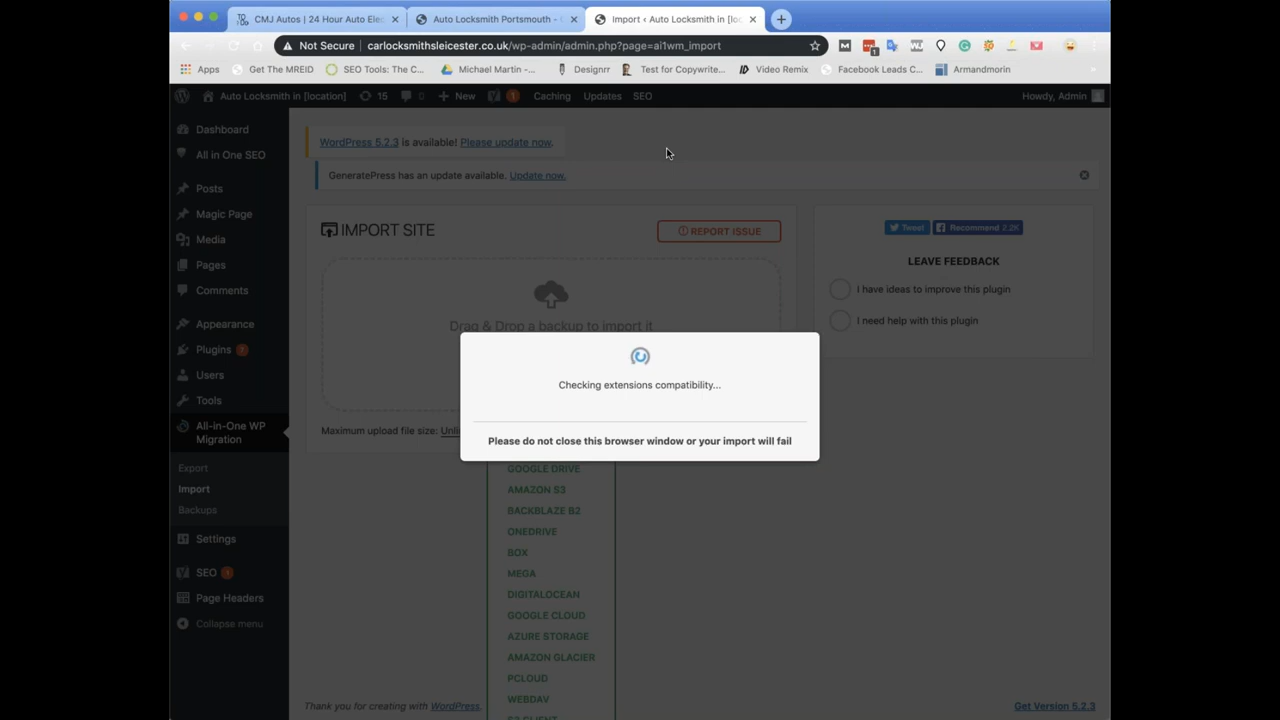 CMJ Autos | 24 Hour Auto Elec
Auto Locksmith Portsmouth -
Import ‹ Auto Locksmith in [loc
Not Secure
carlocksmithsleicester.co.uk/wp-admin/admin.php?page=ai1wm_import
Apps
Get The MREID
SEO Tools: The C...
Michael Martin -...
Designrr
Test for Copywrite...
Video Remix
Facebook Leads C...
Armandmorin
Auto Locksmith in [location]
15
0
New
1
Caching
Updates
SEO
Howdy, Admin
Dashboard
All in One SEO
Posts
Magic Page
Media
Pages
Comments
Appearance
Plugins 7
Users
Tools
All-in-One WP
Migration
Export
Import
Backups
Settings
SEO 1
Page Headers
Collapse menu
WordPress 5.2.3 is available! Please update now.
GeneratePress has an update available. Update now.
IMPORT SITE
REPORT ISSUE
Drag & Drop a backup to import it
Maximum upload file size: Unli
Checking extensions compatibility...
Please do not close this browser window or your import will fail
GOOGLE DRIVE
AMAZON S3
BACKBLAZE B2
ONEDRIVE
BOX
MEGA
DIGITALOCEAN
GOOGLE CLOUD
AZURE STORAGE
AMAZON GLACIER
PCLOUD
WEBDAV
S3 CLIENT
Tweet
Recommend 2.2K
LEAVE FEEDBACK
I have ideas to improve this plugin
I need help with this plugin
Thank you for creating with WordPress.
Get Version 5.2.3